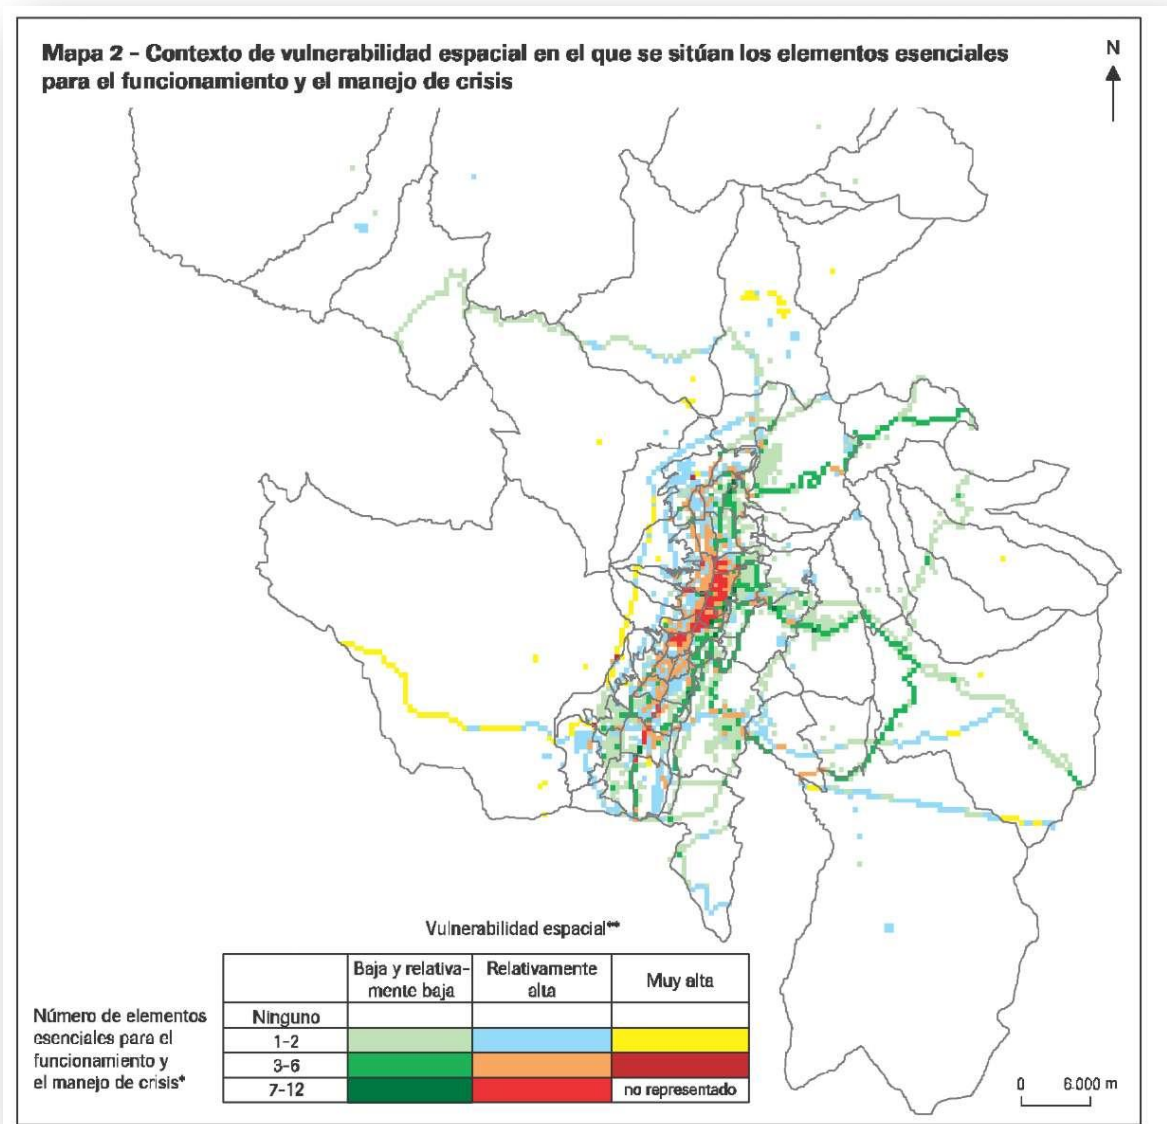 Mapa 2 - Contexto de vulnerabilidad espacial en el que se sitúan los elementos esenciales
para el funcionamiento y el manejo de crisis
N
Vulnerabilidad espacial**
Baja y relativa-
mente baja
Relativamente
alta
Muy alta
Número de elementos
esenciales para el
funcionamiento y
el manejo de crisis*
Ninguno
1-2
3-6
7-12
no representado
0 6.000 m